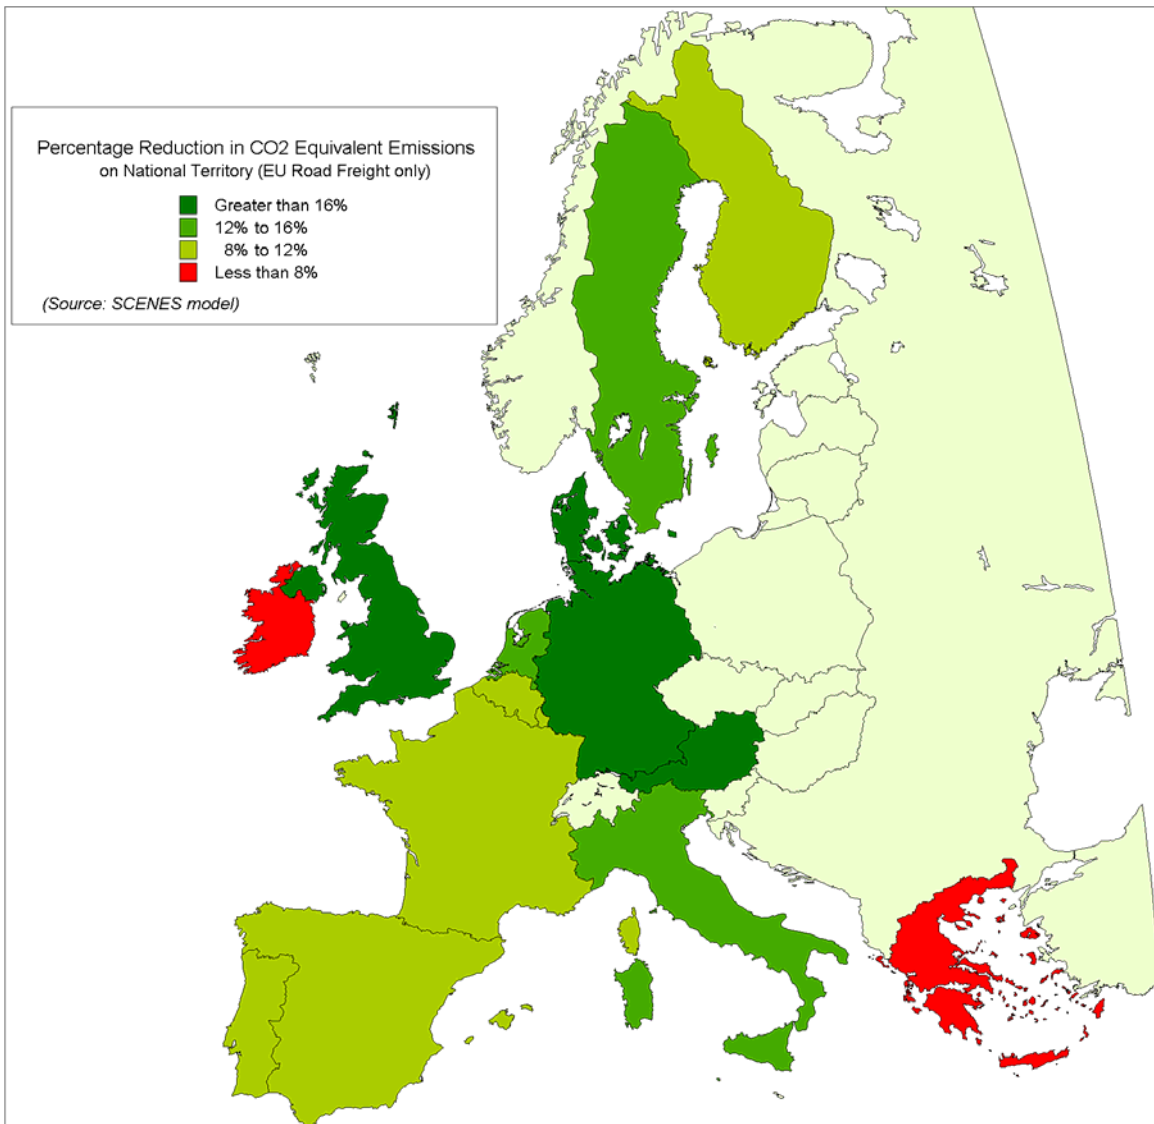 Percentage Reduction in CO2 Equivalent Emissions
on National Territory (EU Road Freight only)
Greater than 16%
12% to 16%
8% to 12%
Less than 8%
(Source: SCENES model)